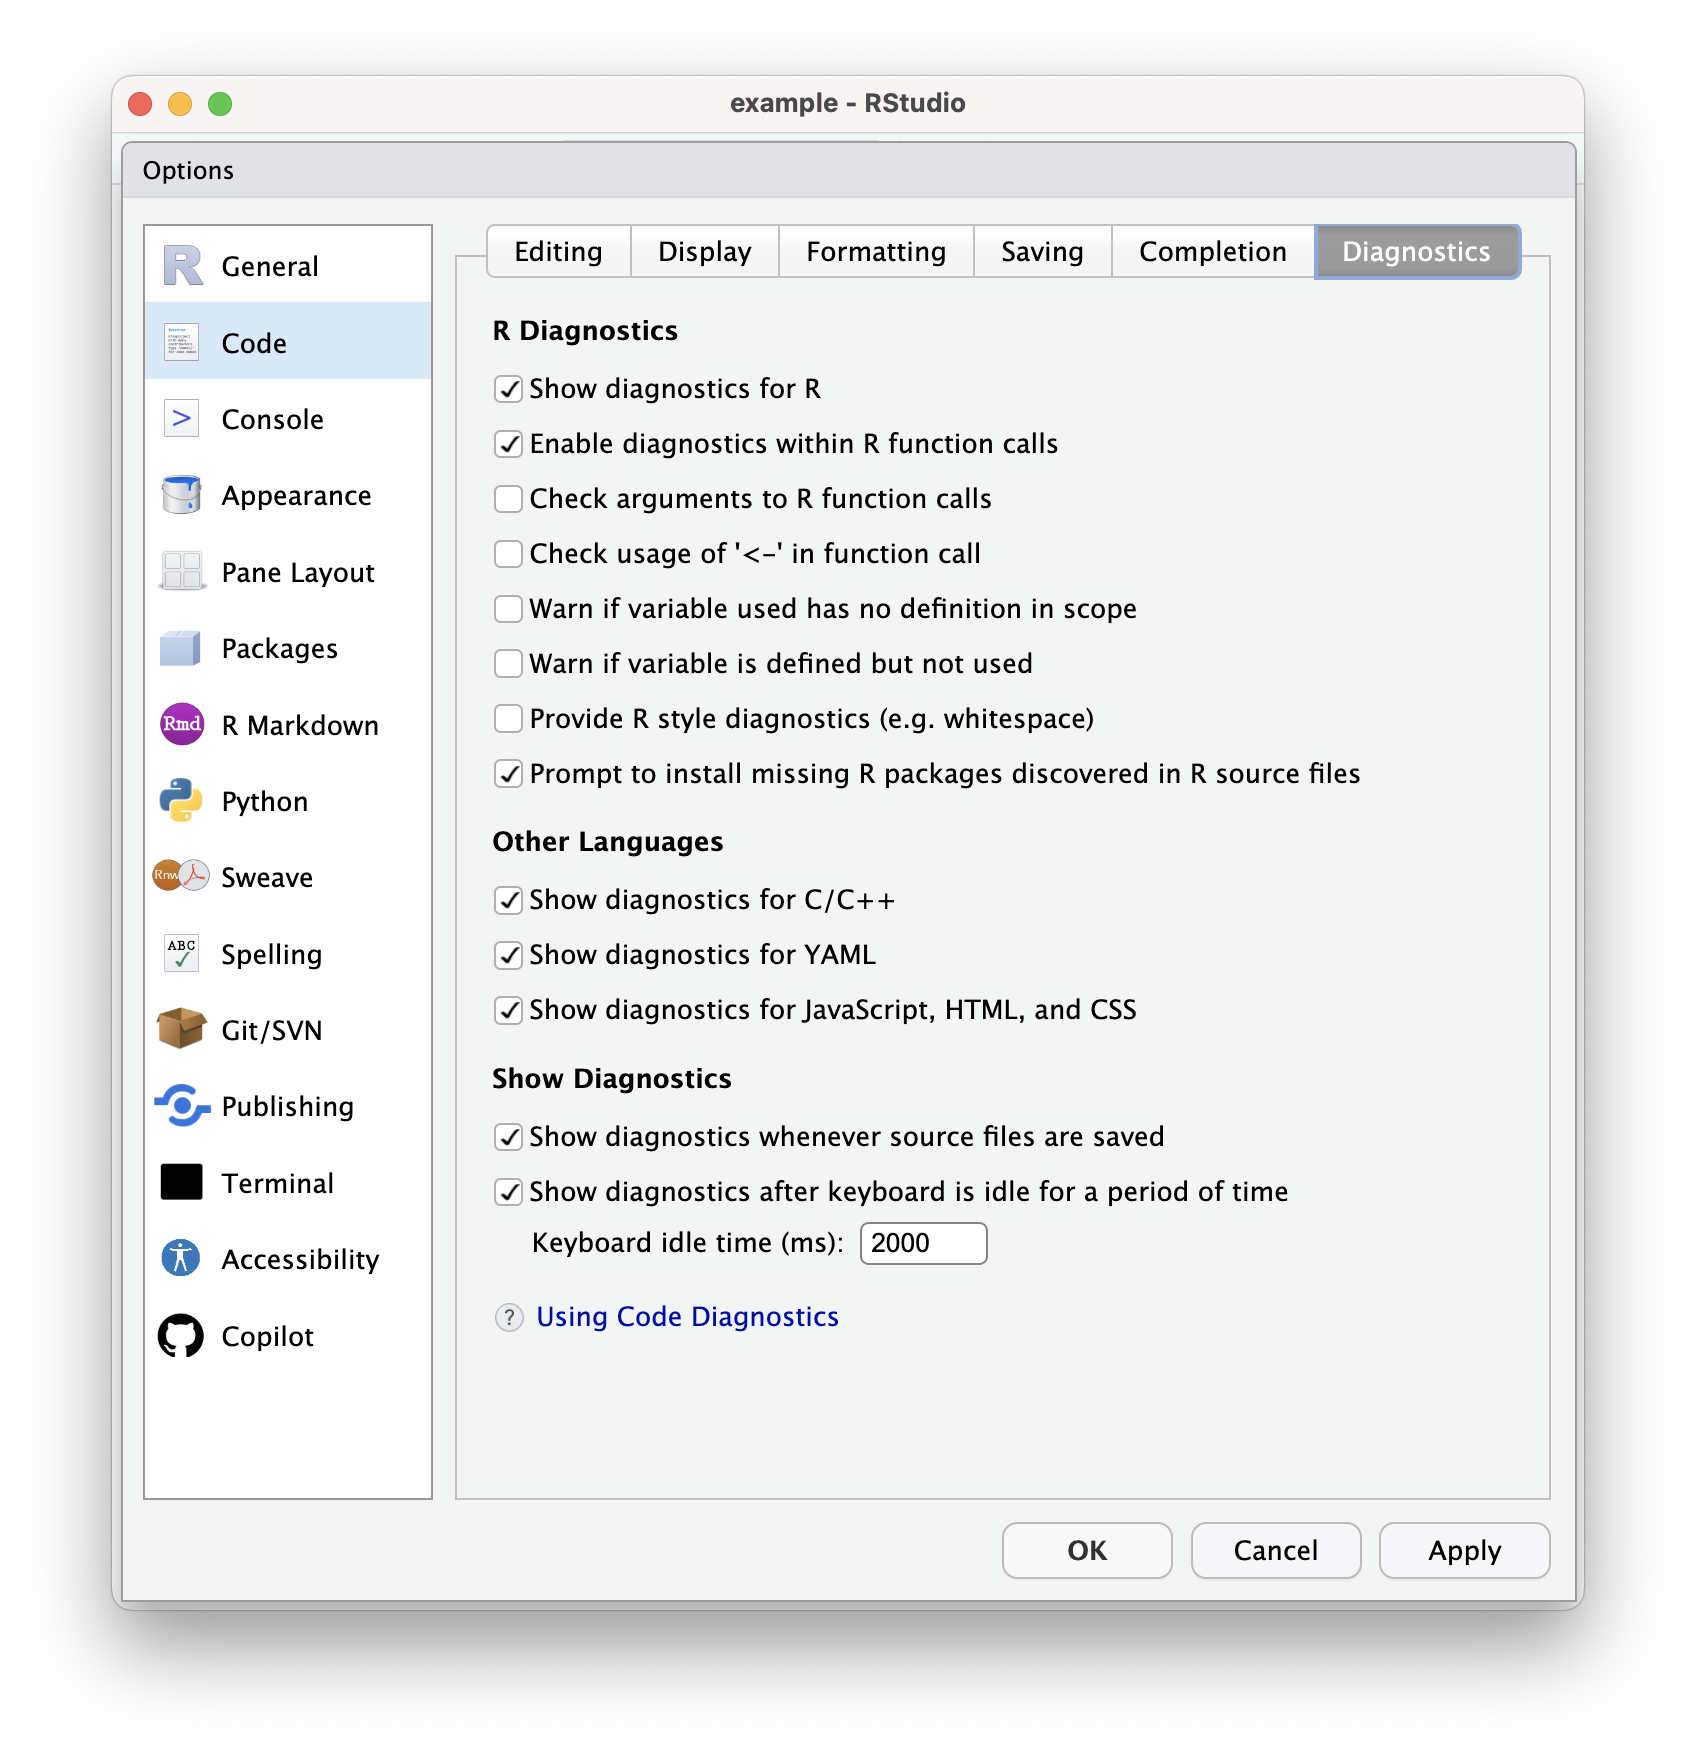 example - RStudio
Options
General
Code
Console
Appearance
Pane Layout
Packages
Rmd R Markdown
Python
Rnw Sweave
ABC Spelling
Git/SVN
Publishing
Terminal
Accessibility
Copilot
Editing Display Formatting Saving Completion Diagnostics
R Diagnostics
Show diagnostics for R
Enable diagnostics within R function calls
Check arguments to R function calls
Check usage of '<-' in function call
Warn if variable used has no definition in scope
Warn if variable is defined but not used
Provide R style diagnostics (e.g. whitespace)
Prompt to install missing R packages discovered in R source files
Other Languages
Show diagnostics for C/C++
Show diagnostics for YAML
Show diagnostics for JavaScript, HTML, and CSS
Show Diagnostics
Show diagnostics whenever source files are saved
Show diagnostics after keyboard is idle for a period of time
Keyboard idle time (ms): 2000
? Using Code Diagnostics
OK Cancel Apply